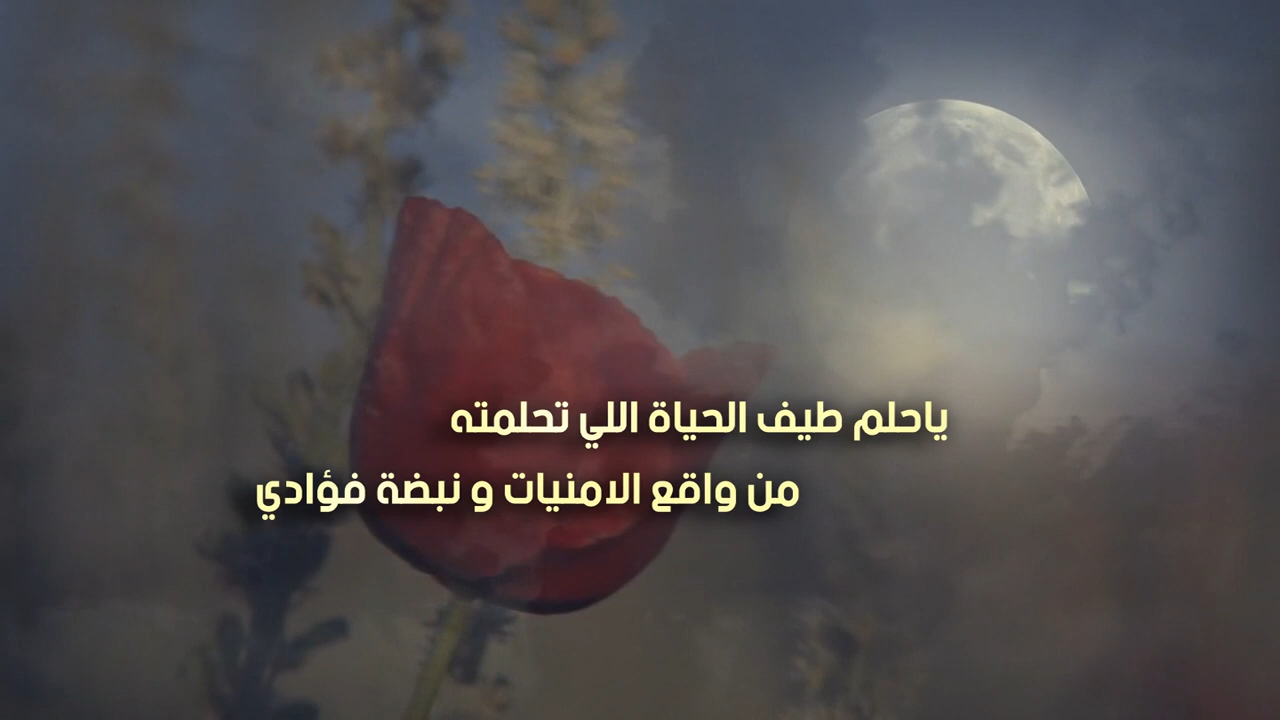 ياحلم طيف الحياة اللي تحلمته
من واقع الامنيات و نبضة فؤادي